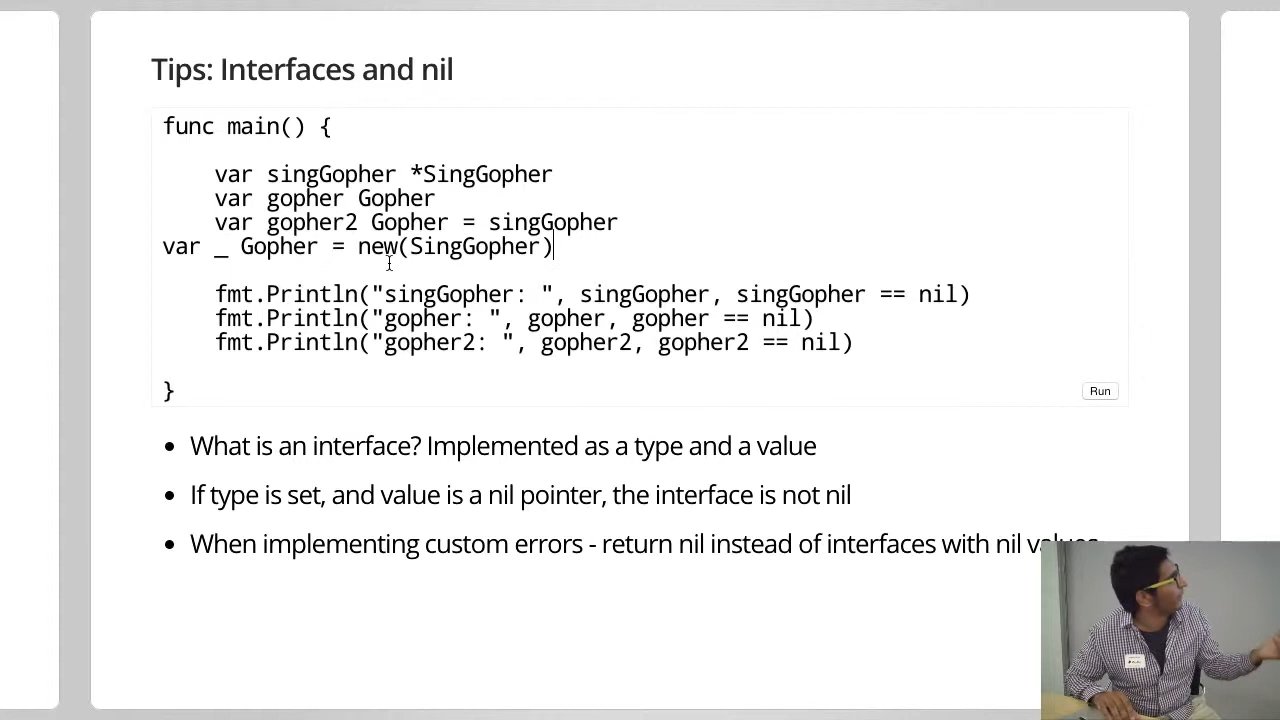 Tips: Interfaces and nil
func main() {
var singGopher *SingGopher
var gopher Gopher
var gopher2 Gopher = singGopher
var _ Gopher = new(SingGopher)
fmt.Println("singGopher: ", singGopher, singGopher == nil)
fmt.Println("gopher: ", gopher, gopher == nil)
fmt.Println("gopher2: ", gopher2, gopher2 == nil)
}
Run
• What is an interface? Implemented as a type and a value
• If type is set, and value is a nil pointer, the interface is not nil
• When implementing custom errors - return nil instead of interfaces with nil values